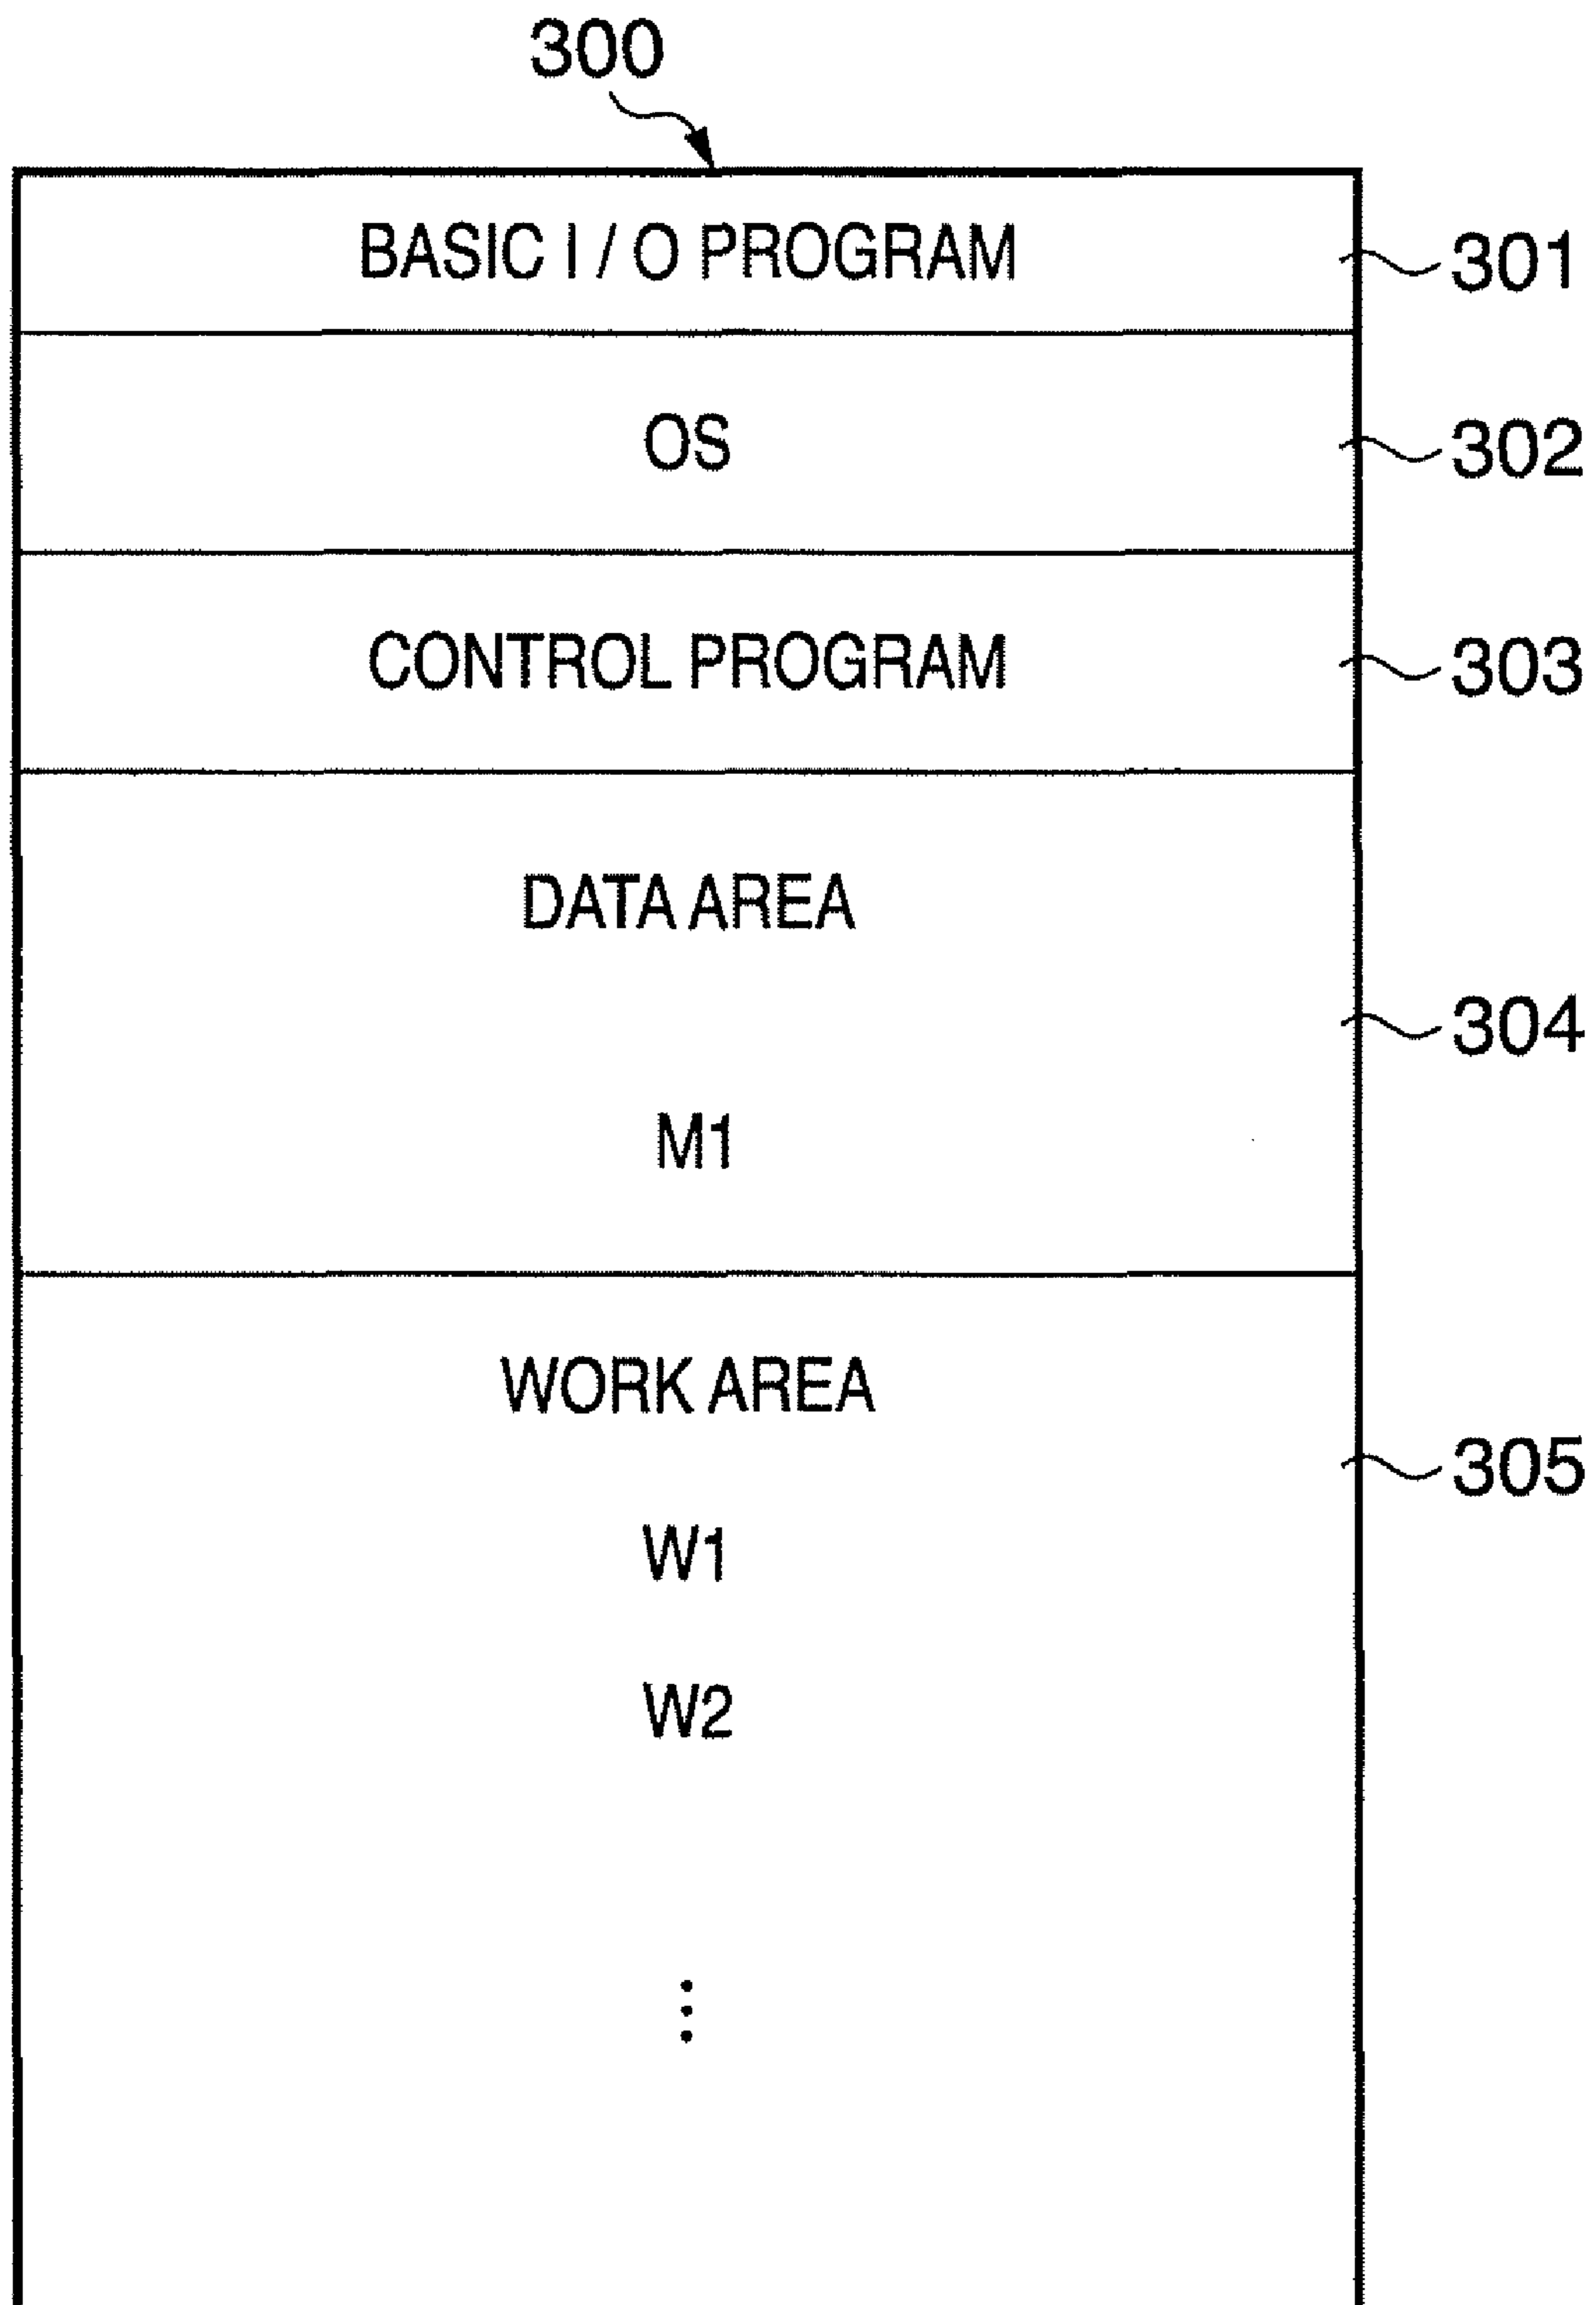 300
BASIC I / O PROGRAM
301
OS
302
CONTROL PROGRAM
303
DATA AREA
304
M1
WORK AREA
305
W1
W2
⋮